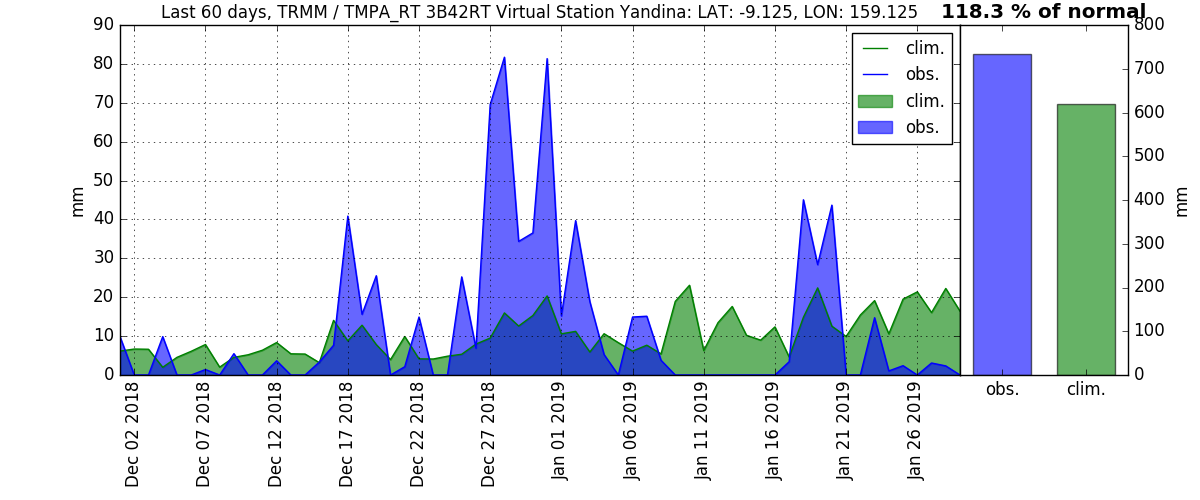 Last 60 days, TRMM / TMPA_RT 3B42RT Virtual Station Yandina: LAT: -9.125, LON: 159.125
118.3 % of normal
90
80
70
60
50
40
30
20
10
0
mm
clim.
obs.
clim.
obs.
Dec 02 2018
Dec 07 2018
Dec 12 2018
Dec 17 2018
Dec 22 2018
Dec 27 2018
Jan 01 2019
Jan 06 2019
Jan 11 2019
Jan 16 2019
Jan 21 2019
Jan 26 2019
800
700
600
500
400
300
200
100
0
mm
obs.
clim.